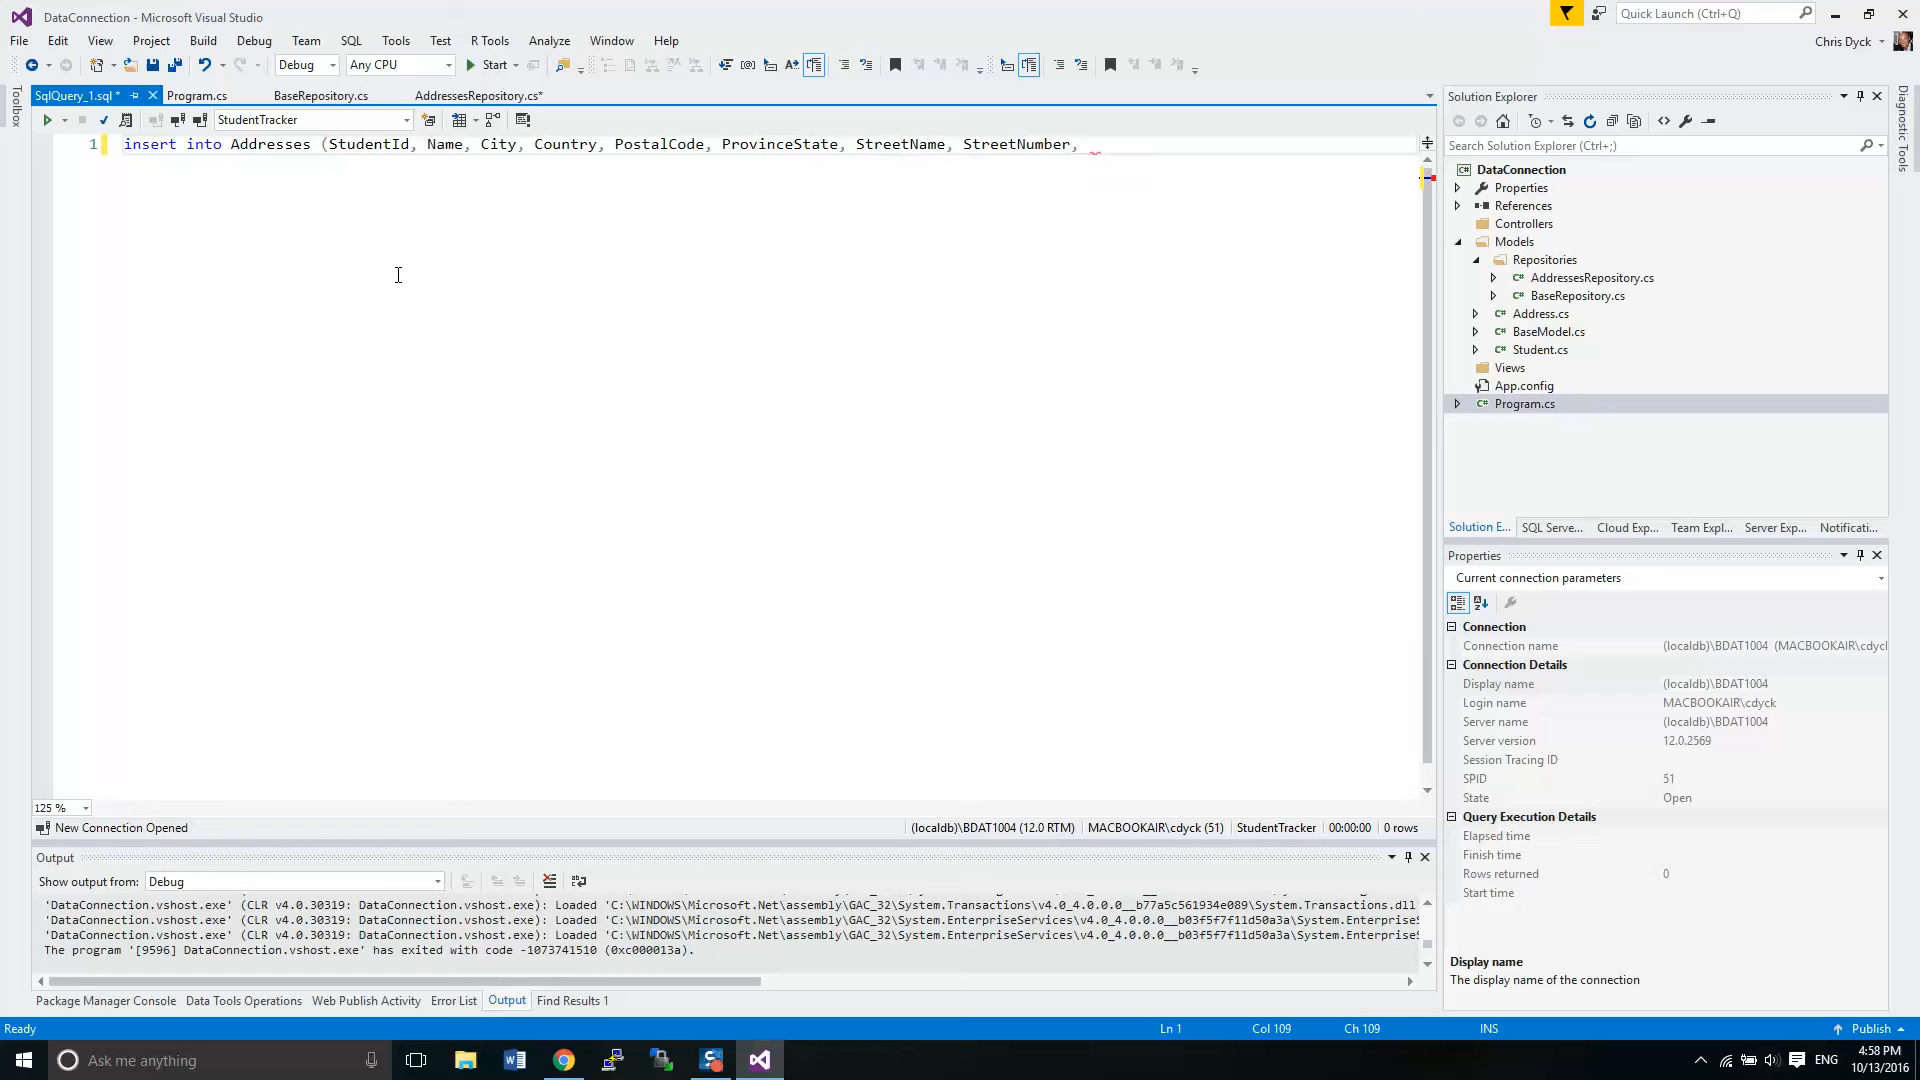 DataConnection - Microsoft Visual Studio
Quick Launch (Ctrl+Q)
File Edit View Project Build Debug Team SQL Tools Test R Tools Analyze Window Help
Chris Dyck
Debug Any CPU Start
SqlQuery_1.sql * Program.cs BaseRepository.cs AddressesRepository.cs*
StudentTracker
1 insert into Addresses (StudentId, Name, City, Country, PostalCode, ProvinceState, StreetName, StreetNumber,
Toolbox
Solution Explorer
Search Solution Explorer (Ctrl+;)
DataConnection
Properties
References
Controllers
Models
Repositories
AddressesRepository.cs
BaseRepository.cs
Address.cs
BaseModel.cs
Student.cs
Views
App.config
Program.cs
Diagnostic Tools
Solution E... SQL Serve... Cloud Exp... Team Expl... Server Exp... Notificati...
Properties
Current connection parameters
Connection
Connection name (localdb)\BDAT1004 (MACBOOKAIR\cdycl
Connection Details
Display name (localdb)\BDAT1004
Login name MACBOOKAIR\cdyck
Server name (localdb)\BDAT1004
Server version 12.0.2569
Session Tracing ID
SPID 51
State Open
Query Execution Details
Elapsed time
Finish time
Rows returned 0
Start time
Display name
The display name of the connection
125 %
New Connection Opened (localdb)\BDAT1004 (12.0 RTM) MACBOOKAIR\cdyck (51) StudentTracker 00:00:00 0 rows
Output
Show output from: Debug
'DataConnection.vshost.exe' (CLR v4.0.30319: DataConnection.vshost.exe): Loaded 'C:\WINDOWS\Microsoft.Net\assembly\GAC_32\System.Transactions\v4.0_4.0.0.0__b77a5c561934e089\System.Transactions.dll
'DataConnection.vshost.exe' (CLR v4.0.30319: DataConnection.vshost.exe): Loaded 'C:\WINDOWS\Microsoft.Net\assembly\GAC_32\System.EnterpriseServices\v4.0_4.0.0.0__b03f5f7f11d50a3a\System.EnterpriseS
'DataConnection.vshost.exe' (CLR v4.0.30319: DataConnection.vshost.exe): Loaded 'C:\WINDOWS\Microsoft.Net\assembly\GAC_32\System.EnterpriseServices\v4.0_4.0.0.0__b03f5f7f11d50a3a\System.EnterpriseS
The program '[9596] DataConnection.vshost.exe' has exited with code -1073741510 (0xc000013a).
Package Manager Console Data Tools Operations Web Publish Activity Error List Output Find Results 1
Ready Ln 1 Col 109 Ch 109 INS Publish
Ask me anything
ENG
4:58 PM
10/13/2016